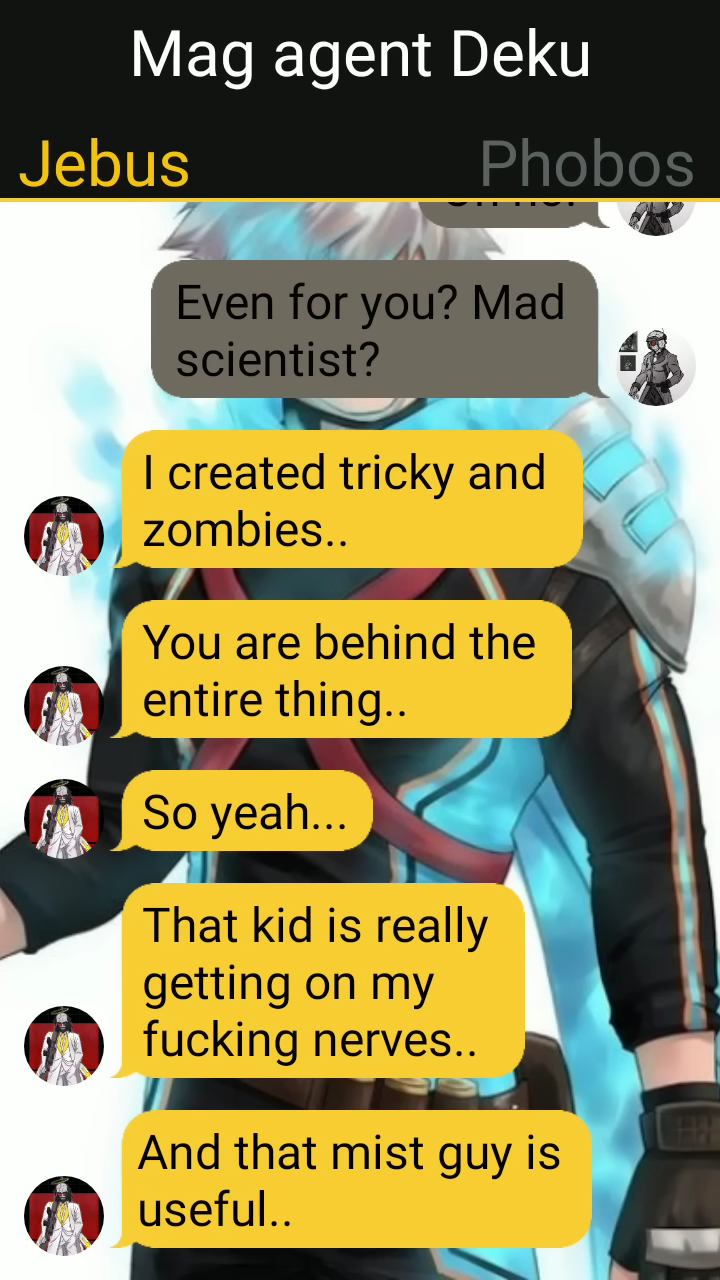 Mag agent Deku
Jebus
Phobos
Even for you? Mad
scientist?
I created tricky and
zombies..
You are behind the
entire thing..
So yeah...
That kid is really
getting on my
fucking nerves..
And that mist guy is
useful..